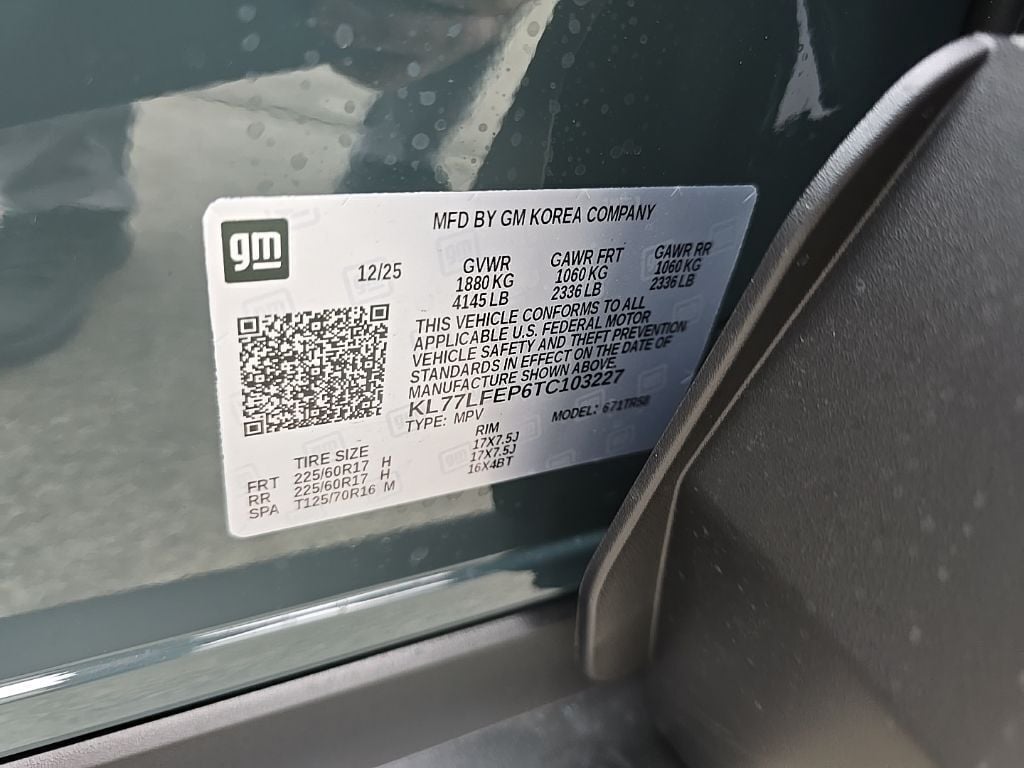 gm
MFD BY GM KOREA COMPANY
12/25
GVWR GAWR FRT GAWR RR
1880 KG 1060 KG 1060 KG
4145 LB 2336 LB 2336 LB
THIS VEHICLE CONFORMS TO ALL
APPLICABLE U.S. FEDERAL MOTOR
VEHICLE SAFETY AND THEFT PREVENTION
STANDARDS IN EFFECT ON THE DATE OF
MANUFACTURE SHOWN ABOVE.
KL77LFEP6TC103227
TYPE: MPV MODEL: 671TR58
TIRE SIZE RIM
FRT 225/60R17 H 17X7.5J
RR 225/60R17 H 17X7.5J
SPA T125/70R16 M 16X4BT